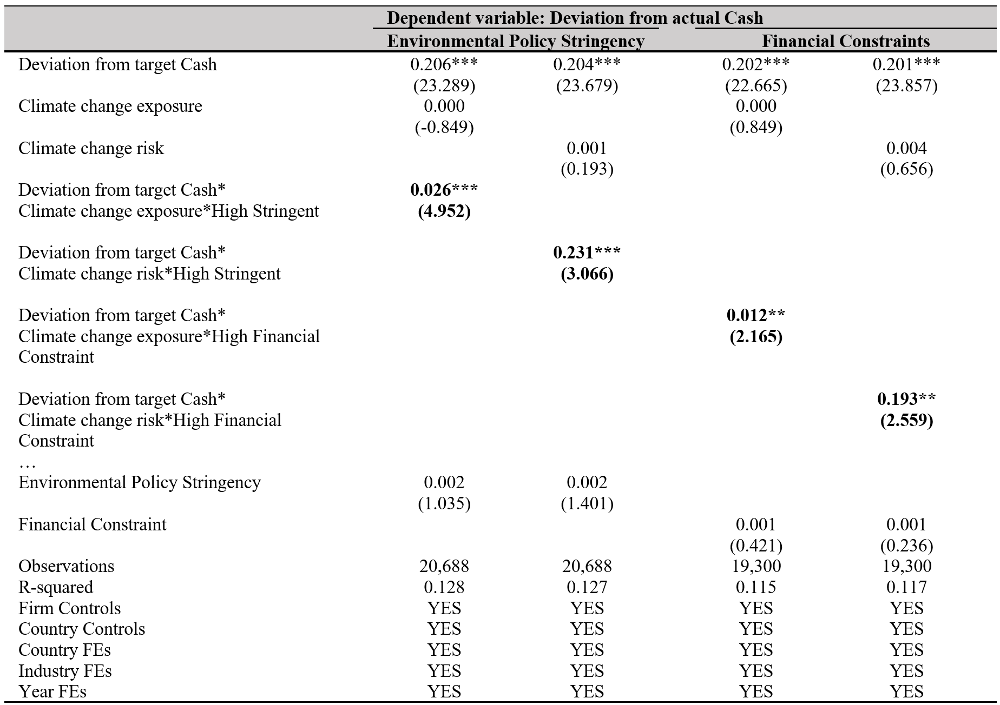 Dependent variable: Deviation from actual Cash
Environmental Policy Stringency Financial Constraints
Deviation from target Cash 0.206*** 0.204*** 0.202*** 0.201***
(23.289) (23.679) (22.665) (23.857)
Climate change exposure 0.000 0.000
(-0.849) (0.849)
Climate change risk 0.001 0.004
(0.193) (0.656)
Deviation from target Cash* 0.026***
Climate change exposure*High Stringent (4.952)
Deviation from target Cash* 0.231***
Climate change risk*High Stringent (3.066)
Deviation from target Cash* 0.012**
Climate change exposure*High Financial (2.165)
Constraint
Deviation from target Cash* 0.193**
Climate change risk*High Financial (2.559)
Constraint
…
Environmental Policy Stringency 0.002 0.002
(1.035) (1.401)
Financial Constraint 0.001 0.001
(0.421) (0.236)
Observations 20,688 20,688 19,300 19,300
R-squared 0.128 0.127 0.115 0.117
Firm Controls YES YES YES YES
Country Controls YES YES YES YES
Country FEs YES YES YES YES
Industry FEs YES YES YES YES
Year FEs YES YES YES YES